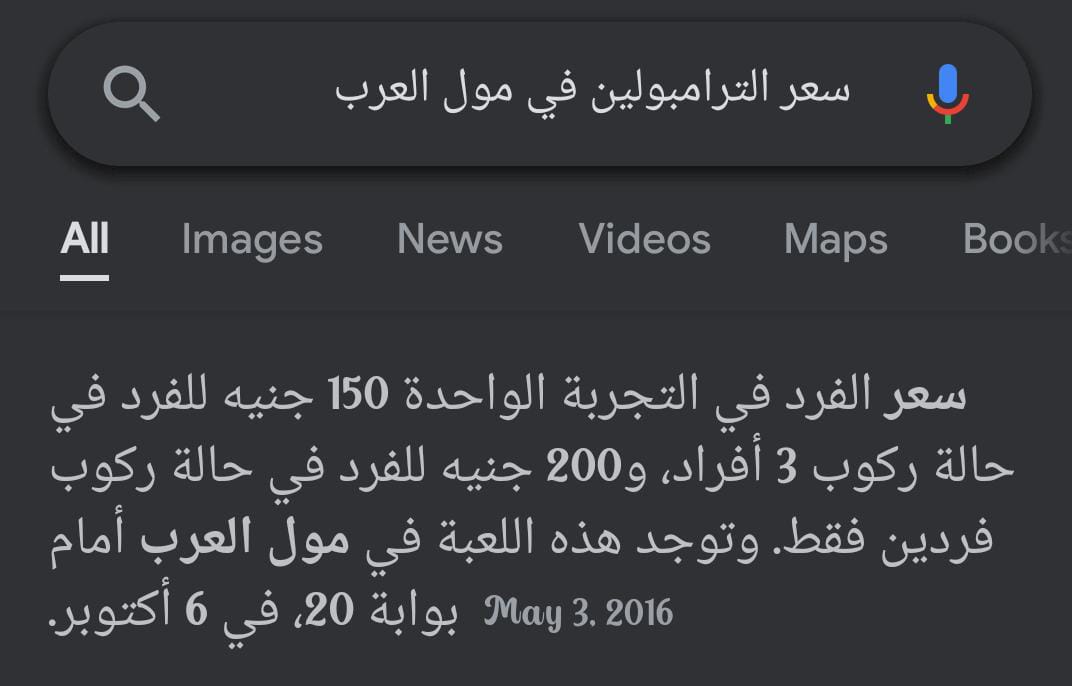 سعر الترامبولين في مول العرب
All Images News Videos Maps Books
سعر الفرد في التجربة الواحدة 150 جنيه للفرد في
حالة ركوب 3 أفراد، و200 جنيه للفرد في حالة ركوب
فردين فقط. وتوجد هذه اللعبة في مول العرب أمام
بوابة 20، في 6 أكتوبر. May 3, 2016